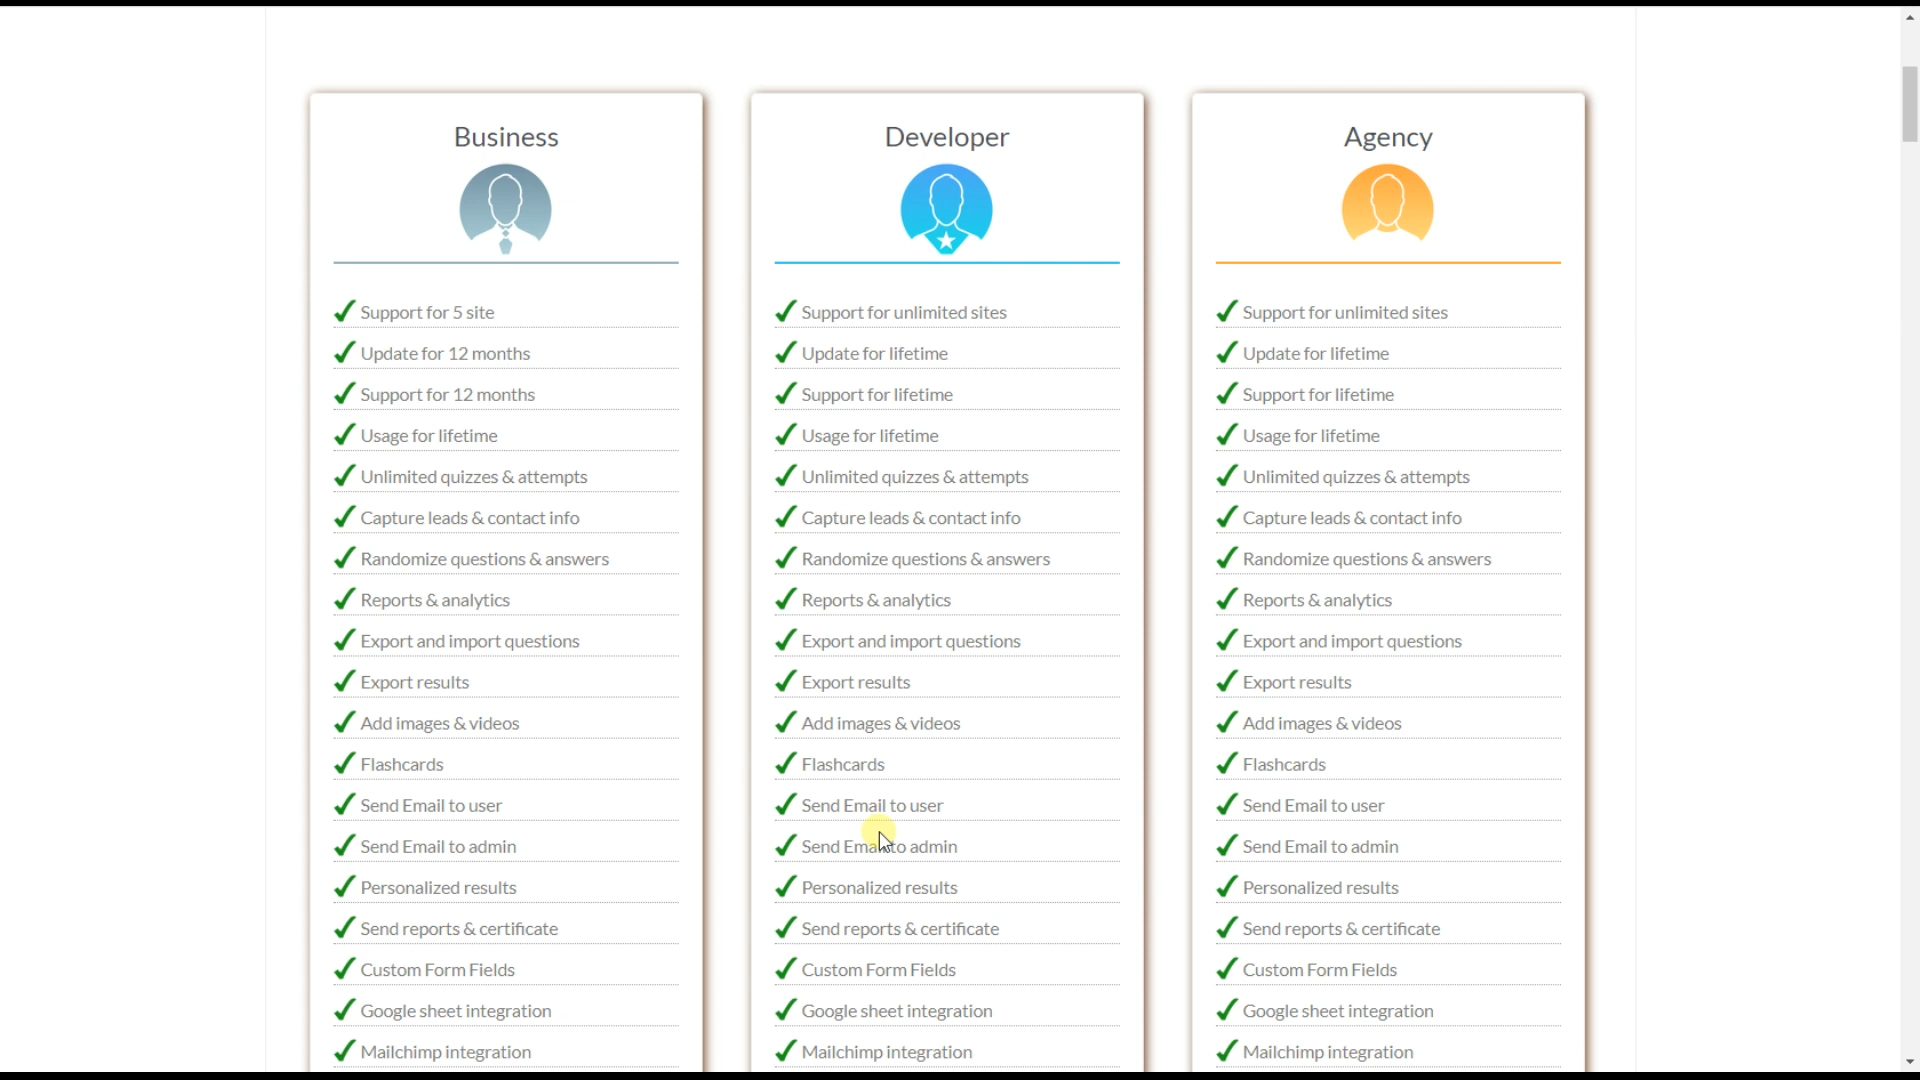 Business
Support for 5 site
Update for 12 months
Support for 12 months
Usage for lifetime
Unlimited quizzes & attempts
Capture leads & contact info
Randomize questions & answers
Reports & analytics
Export and import questions
Export results
Add images & videos
Flashcards
Send Email to user
Send Email to admin
Personalized results
Send reports & certificate
Custom Form Fields
Google sheet integration
Mailchimp integration
Developer
Support for unlimited sites
Update for lifetime
Support for lifetime
Usage for lifetime
Unlimited quizzes & attempts
Capture leads & contact info
Randomize questions & answers
Reports & analytics
Export and import questions
Export results
Add images & videos
Flashcards
Send Email to user
Send Email to admin
Personalized results
Send reports & certificate
Custom Form Fields
Google sheet integration
Mailchimp integration
Agency
Support for unlimited sites
Update for lifetime
Support for lifetime
Usage for lifetime
Unlimited quizzes & attempts
Capture leads & contact info
Randomize questions & answers
Reports & analytics
Export and import questions
Export results
Add images & videos
Flashcards
Send Email to user
Send Email to admin
Personalized results
Send reports & certificate
Custom Form Fields
Google sheet integration
Mailchimp integration